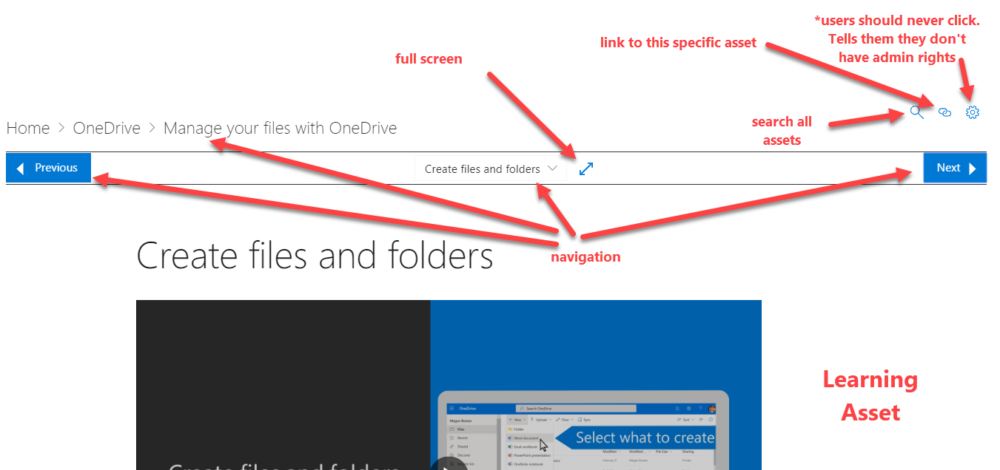 *users should never click.
Tells them they don't
have admin rights
link to this specific asset
full screen
search all
assets
Home > OneDrive > Manage your files with OneDrive
Previous
Create files and folders
Next
navigation
Create files and folders
Learning
Asset
OneDrive
Search OneDrive
Megan Bowen
New
Upload
Flow
Sync
Sort
Files
Folder
Recent
Word document
Select what to create
Shared
Excel workbook
Discover
PowerPoint presentation
Modified
Modified
File Size
Sharing
OneNote notebook
Create files and folders